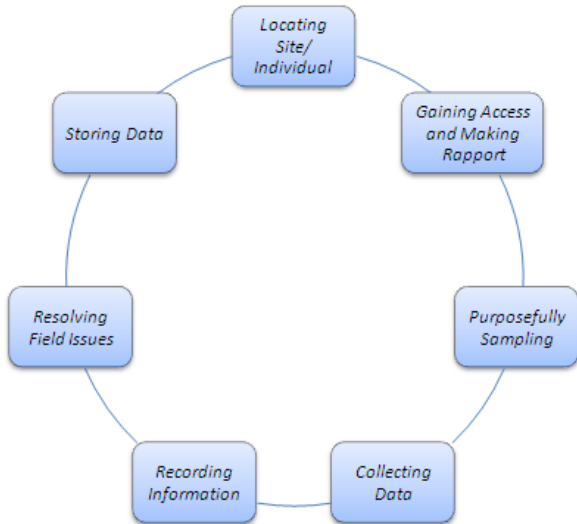 Locating
Site/
Individual
Gaining Access
and Making
Rapport
Purposefully
Sampling
Collecting
Data
Recording
Information
Resolving
Field Issues
Storing Data